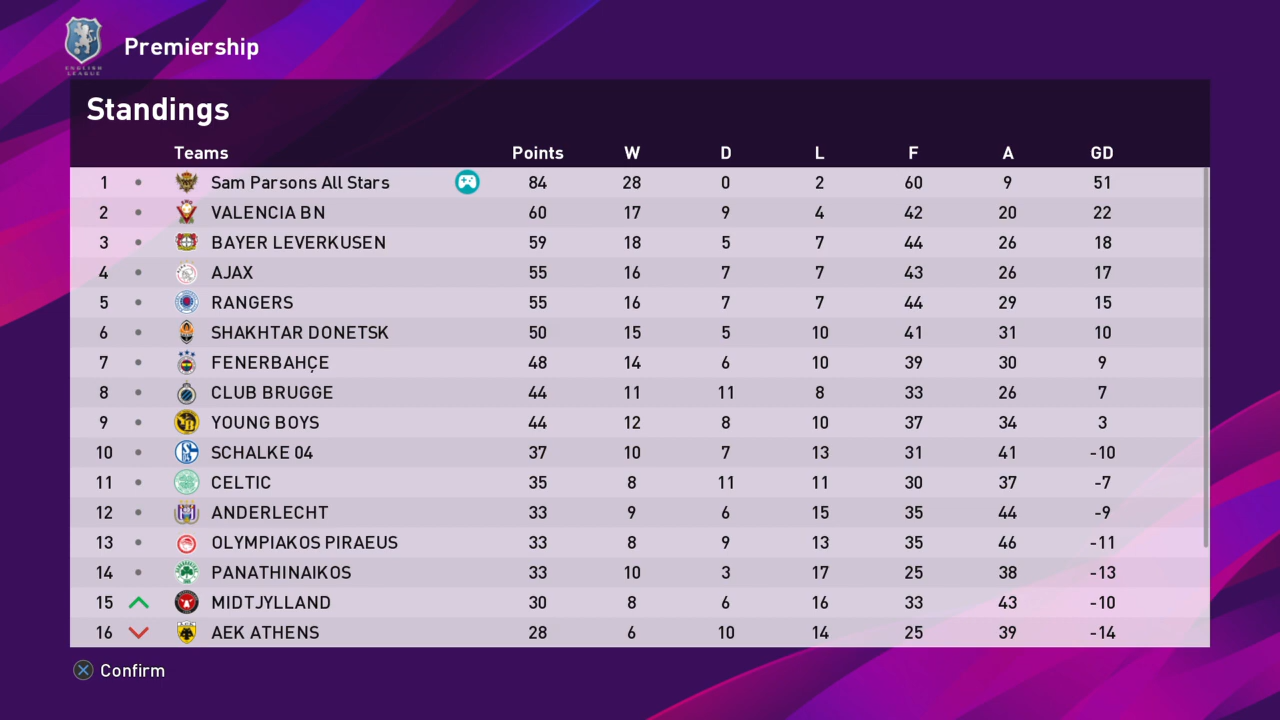 ENGLISH
LEAGUE
Premiership
Standings
Teams Points W D L F A GD
1 Sam Parsons All Stars 84 28 0 2 60 9 51
2 VALENCIA BN 60 17 9 4 42 20 22
3 BAYER LEVERKUSEN 59 18 5 7 44 26 18
4 AJAX 55 16 7 7 43 26 17
5 RANGERS 55 16 7 7 44 29 15
6 SHAKHTAR DONETSK 50 15 5 10 41 31 10
7 FENERBAHÇE 48 14 6 10 39 30 9
8 CLUB BRUGGE 44 11 11 8 33 26 7
9 YOUNG BOYS 44 12 8 10 37 34 3
10 SCHALKE 04 37 10 7 13 31 41 -10
11 CELTIC 35 8 11 11 30 37 -7
12 ANDERLECHT 33 9 6 15 35 44 -9
13 OLYMPIAKOS PIRAEUS 33 8 9 13 35 46 -11
14 PANATHINAIKOS 33 10 3 17 25 38 -13
15 MIDTJYLLAND 30 8 6 16 33 43 -10
16 AEK ATHENS 28 6 10 14 25 39 -14
Confirm